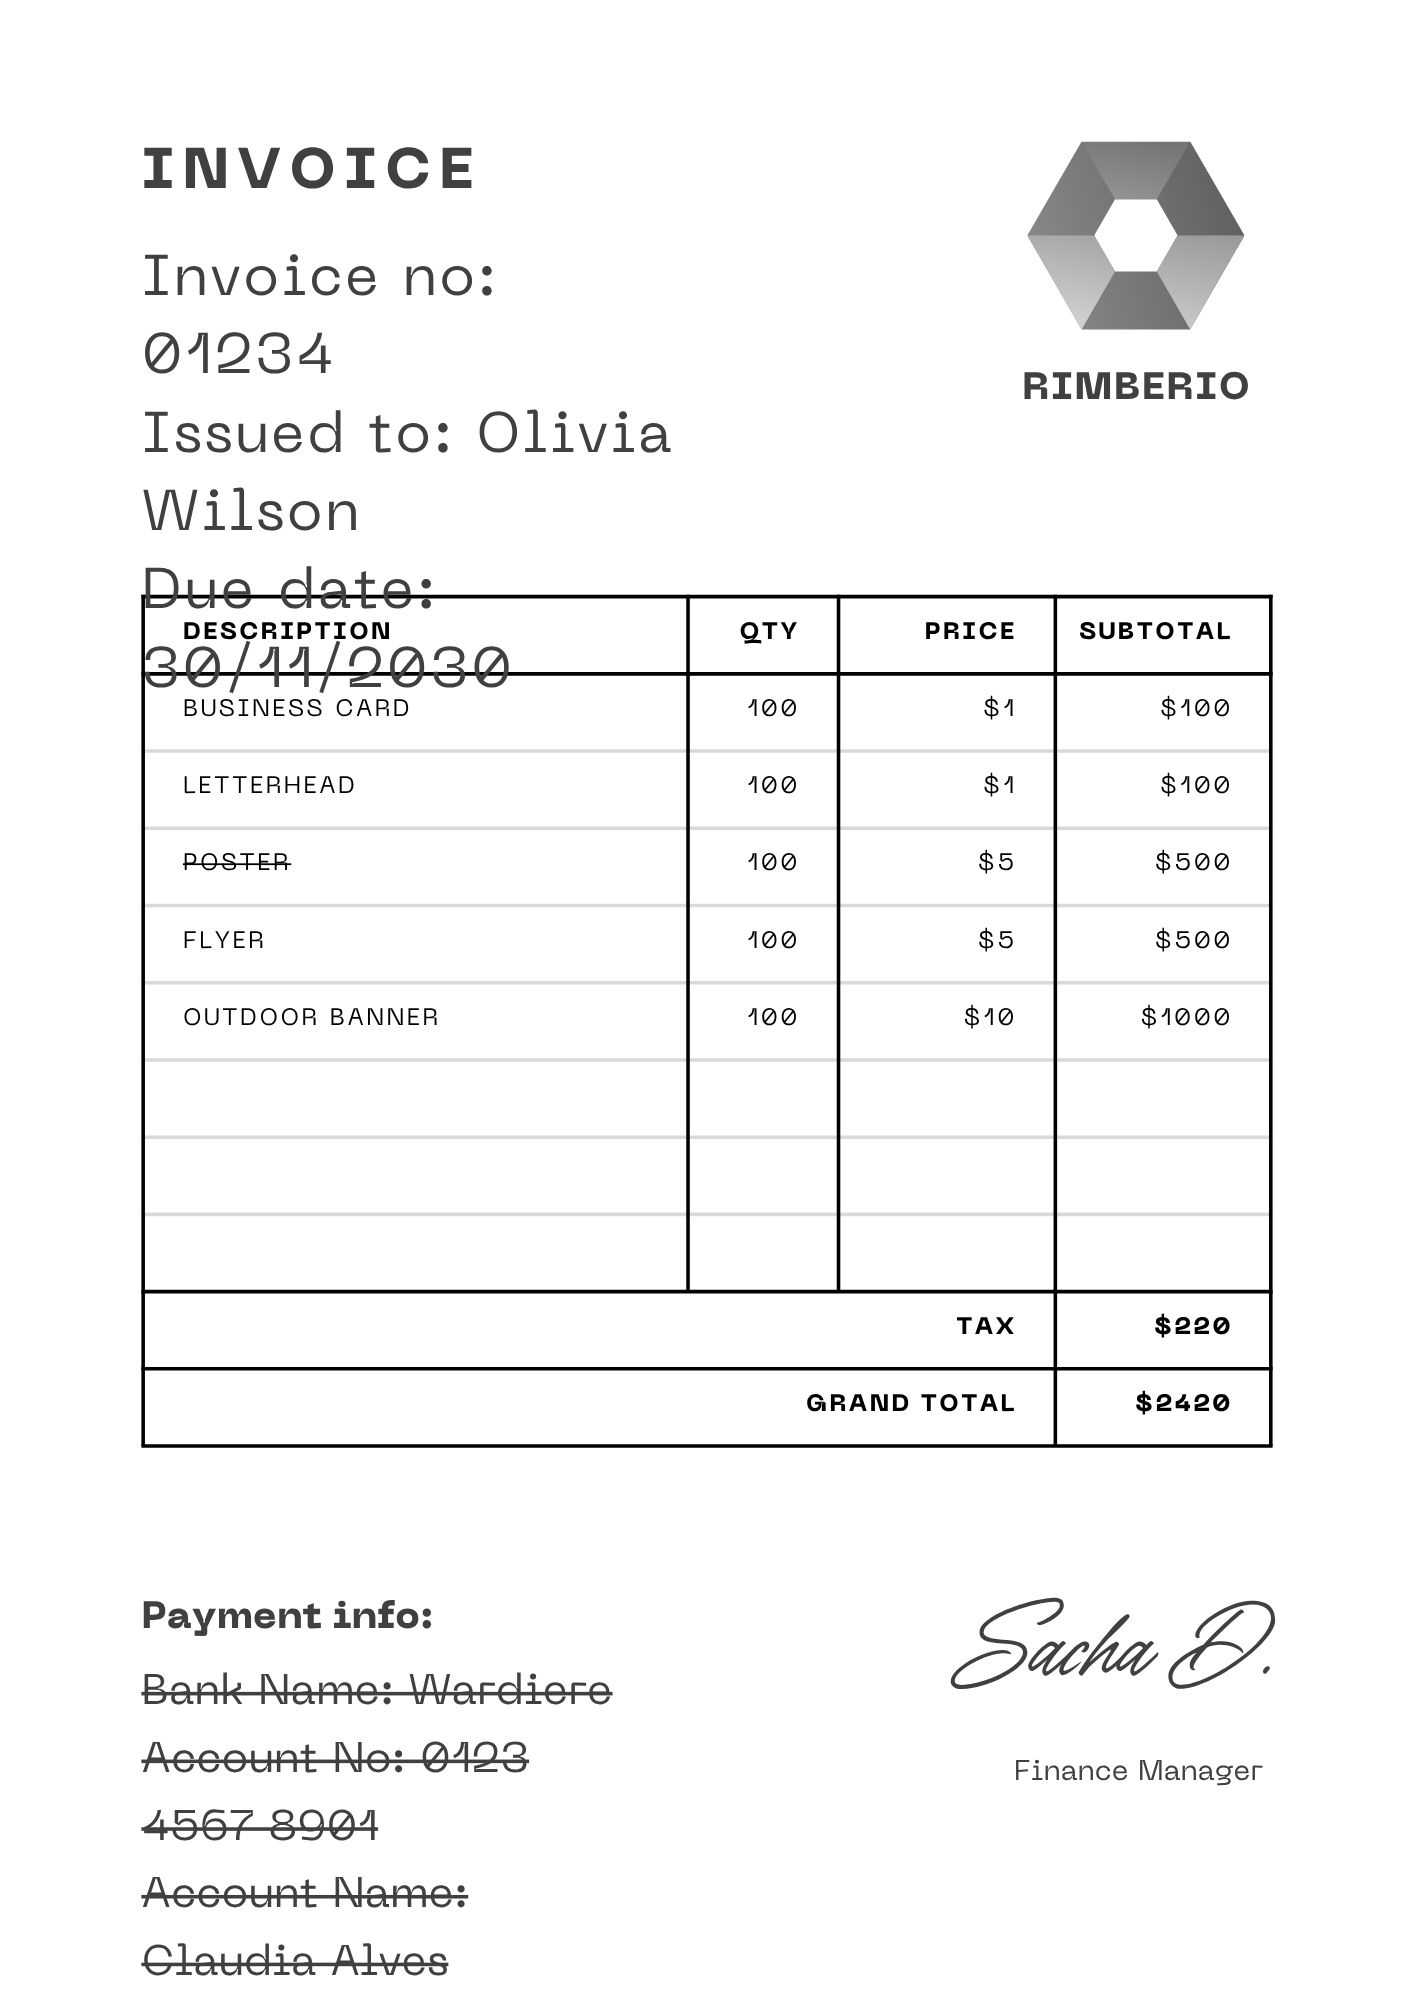 INVOICE
Invoice no:
01234
Issued to: Olivia
Wilson
Due date:
30/11/2030
RIMBERIO
DESCRIPTION QTY PRICE SUBTOTAL
BUSINESS CARD 100 $1 $100
LETTERHEAD 100 $1 $100
POSTER 100 $5 $500
FLYER 100 $5 $500
OUTDOOR BANNER 100 $10 $1000
TAX $220
GRAND TOTAL $2420
Payment info:
Bank Name: Wardiere
Account No: 0123
4567 8901
Account Name:
Claudia Alves
Sacha D.
Finance Manager